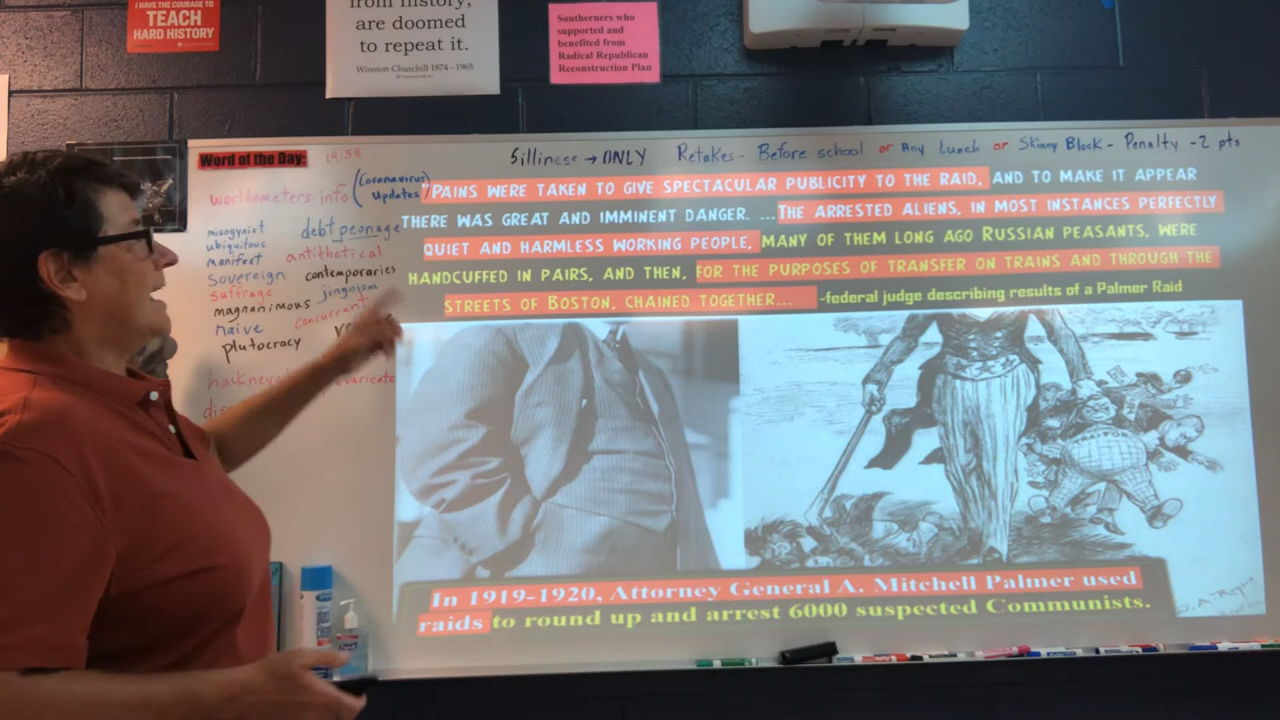 I HAVE THE COURAGE TO
TEACH
HARD HISTORY
from history,
are doomed
to repeat it.
Winston Churchill 1874 - 1965
Southerners who
supported and
benefited from
Radical Republican
Reconstruction Plan
Word of the Day:
14:58
Silliness → ONLY Retakes - Before school or Any Lunch or Skinny Block - Penalty -2 pts
worldometers info (Coronavirus Updates)
misogynist
ubiquitous
manifest
sovereign
suffrage
magnanimous
naive
plutocracy
debt peonage
antithetical
contemporaries
jingoism
concurrent
"PAINS WERE TAKEN TO GIVE SPECTACULAR PUBLICITY TO THE RAID, AND TO MAKE IT APPEAR
THERE WAS GREAT AND IMMINENT DANGER. ...THE ARRESTED ALIENS, IN MOST INSTANCES PERFECTLY
QUIET AND HARMLESS WORKING PEOPLE, MANY OF THEM LONG AGO RUSSIAN PEASANTS, WERE
HANDCUFFED IN PAIRS, AND THEN, FOR THE PURPOSES OF TRANSFER ON TRAINS AND THROUGH THE
STREETS OF BOSTON, CHAINED TOGETHER... -federal judge describing results of a Palmer Raid
In 1919-1920, Attorney General A. Mitchell Palmer used
raids to round up and arrest 6000 suspected Communists.